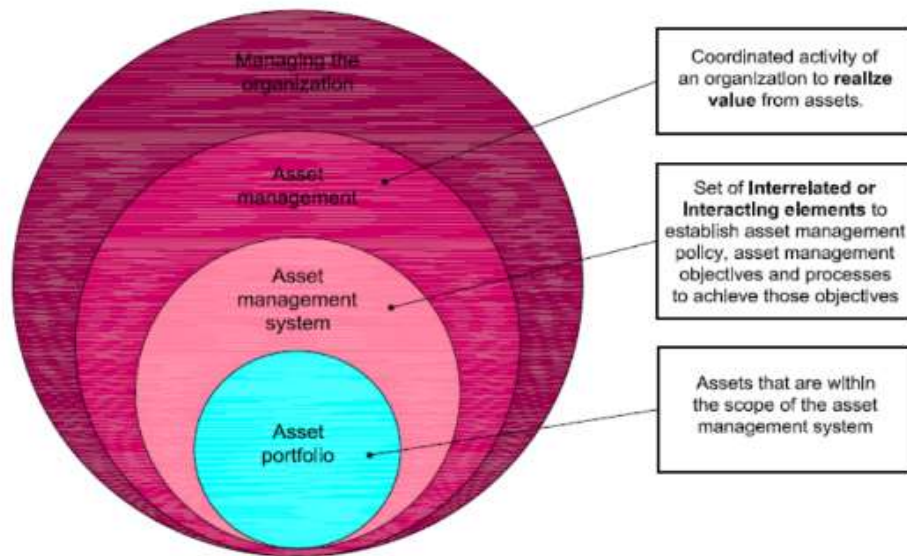 Managing the
organization
Coordinated activity of
an organization to realize
value from assets.
Asset
management
Set of Interrelated or
Interacting elements to
establish asset management
policy, asset management
objectives and processes
to achieve those objectives
Asset
management
system
Assets that are within
the scope of the asset
management system
Asset
portfolio